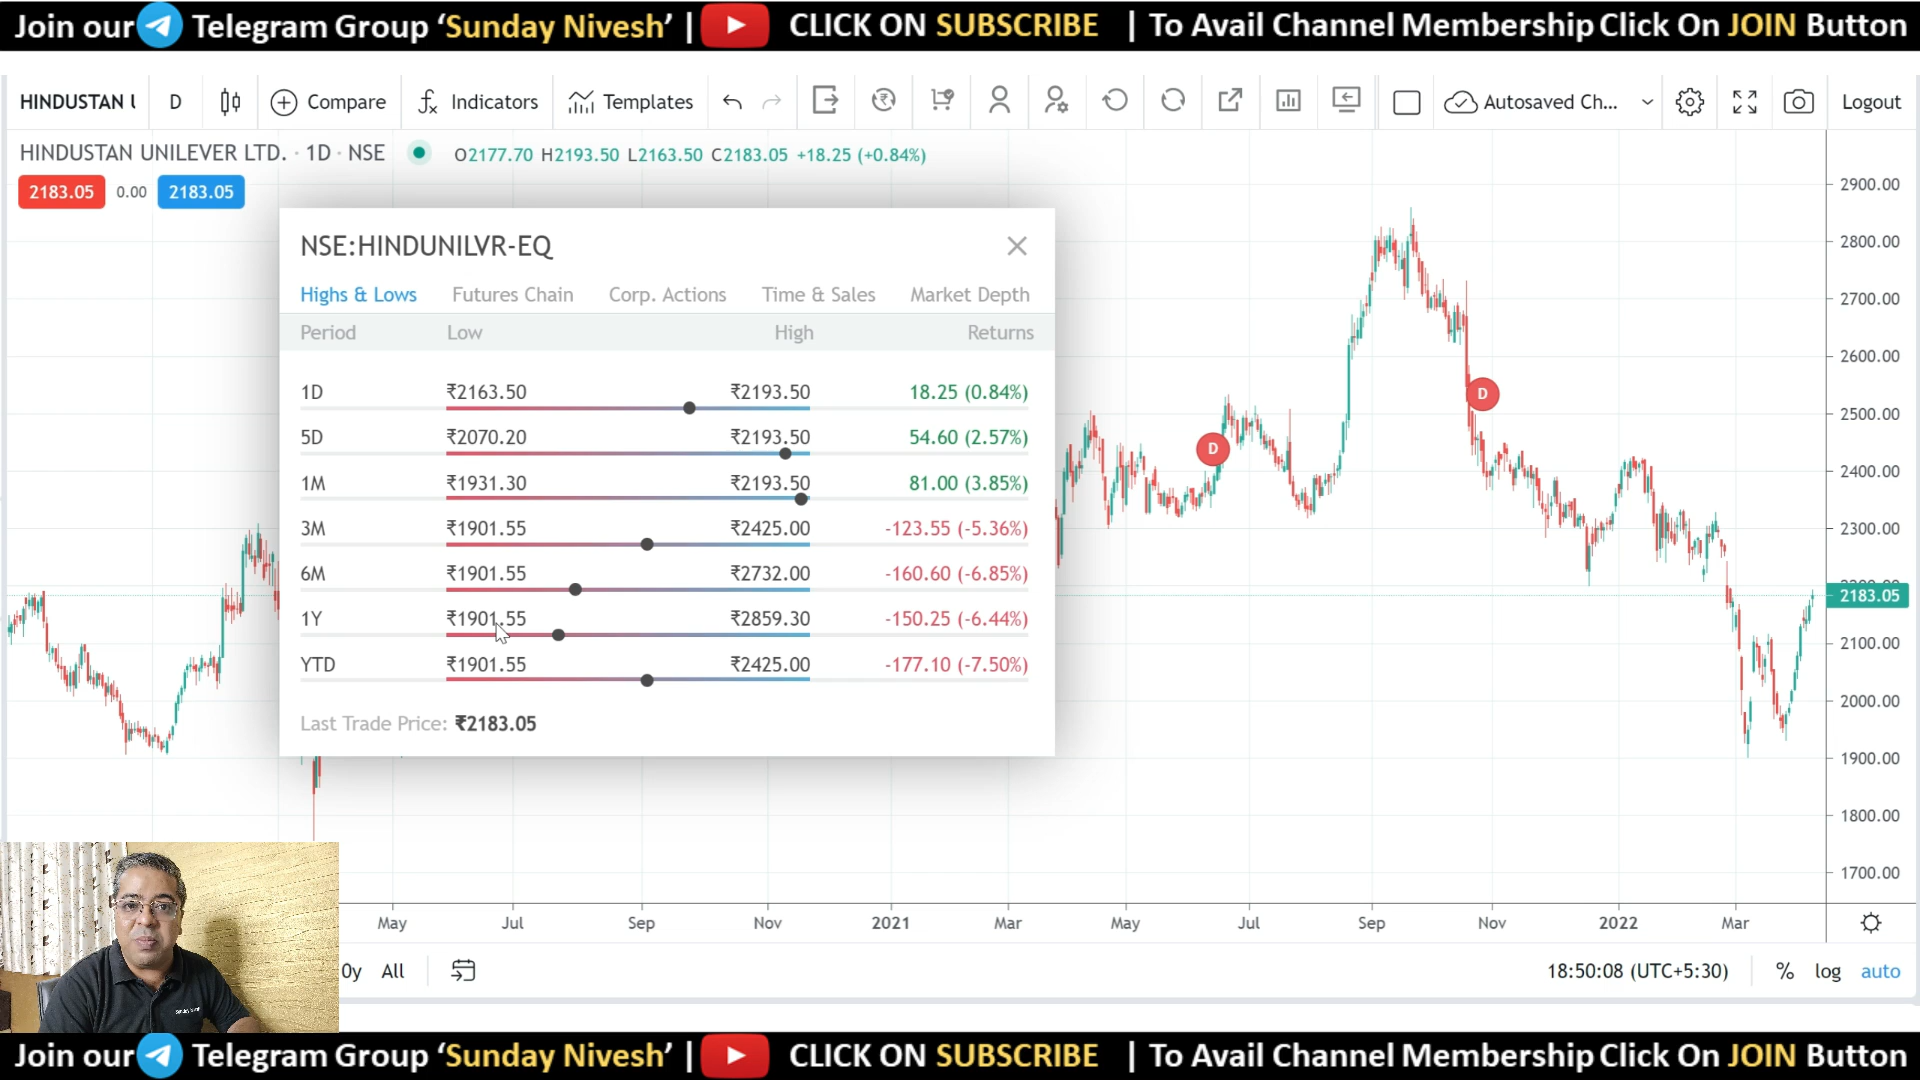 Join our Telegram Group ‘Sunday Nivesh’ | CLICK ON SUBSCRIBE | To Avail Channel Membership Click On JOIN Button
HINDUSTAN U D Compare Indicators Templates Autosaved Ch... Logout
HINDUSTAN UNILEVER LTD. · 1D · NSE O2177.70 H2193.50 L2163.50 C2183.05 +18.25 (+0.84%)
2183.05 0.00 2183.05
NSE:HINDUNILVR-EQ
Highs & Lows Futures Chain Corp. Actions Time & Sales Market Depth
Period Low High Returns
1D ₹2163.50 ₹2193.50 18.25 (0.84%)
5D ₹2070.20 ₹2193.50 54.60 (2.57%)
1M ₹1931.30 ₹2193.50 81.00 (3.85%)
3M ₹1901.55 ₹2425.00 -123.55 (-5.36%)
6M ₹1901.55 ₹2732.00 -160.60 (-6.85%)
1Y ₹1901.55 ₹2859.30 -150.25 (-6.44%)
YTD ₹1901.55 ₹2425.00 -177.10 (-7.50%)
Last Trade Price: ₹2183.05
D
D
2900.00
2800.00
2700.00
2600.00
2500.00
2400.00
2300.00
2183.05
2100.00
2000.00
1900.00
1800.00
1700.00
May Jul Sep Nov 2021 Mar May Jul Sep Nov 2022 Mar
0y All 18:50:08 (UTC+5:30) % log auto
Join our Telegram Group ‘Sunday Nivesh’ | CLICK ON SUBSCRIBE | To Avail Channel Membership Click On JOIN Button